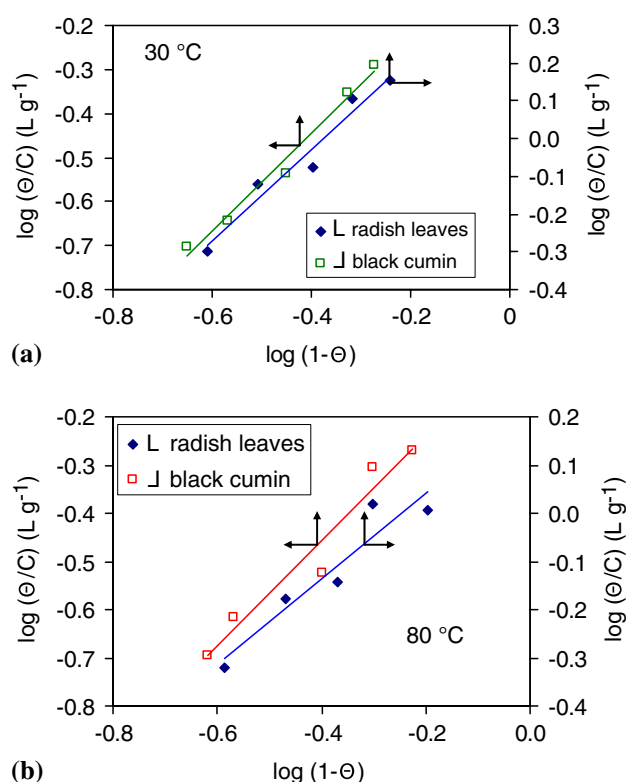 -0.2 0.3
30 °C
-0.3 0.2
0.1
-0.4
0.0
-0.5
-0.1
-0.6
L radish leaves
-0.2
-0.7
⅃ black cumin
-0.3
-0.8 -0.4
log (Θ/C) (L g⁻¹)
log (Θ/C) (L g⁻¹)
-0.8 -0.6 -0.4 -0.2 0
(a)
log (1-Θ)
-0.2 0.2
L radish leaves
-0.3 0.1
⅃ black cumin
-0.4 0.0
-0.5 -0.1
-0.6 -0.2
80 °C
-0.7 -0.3
-0.8 -0.4
log (Θ/C) (L g⁻¹)
log (Θ/C) (L g⁻¹)
-0.8 -0.6 -0.4 -0.2 0.0
(b)
log (1-Θ)